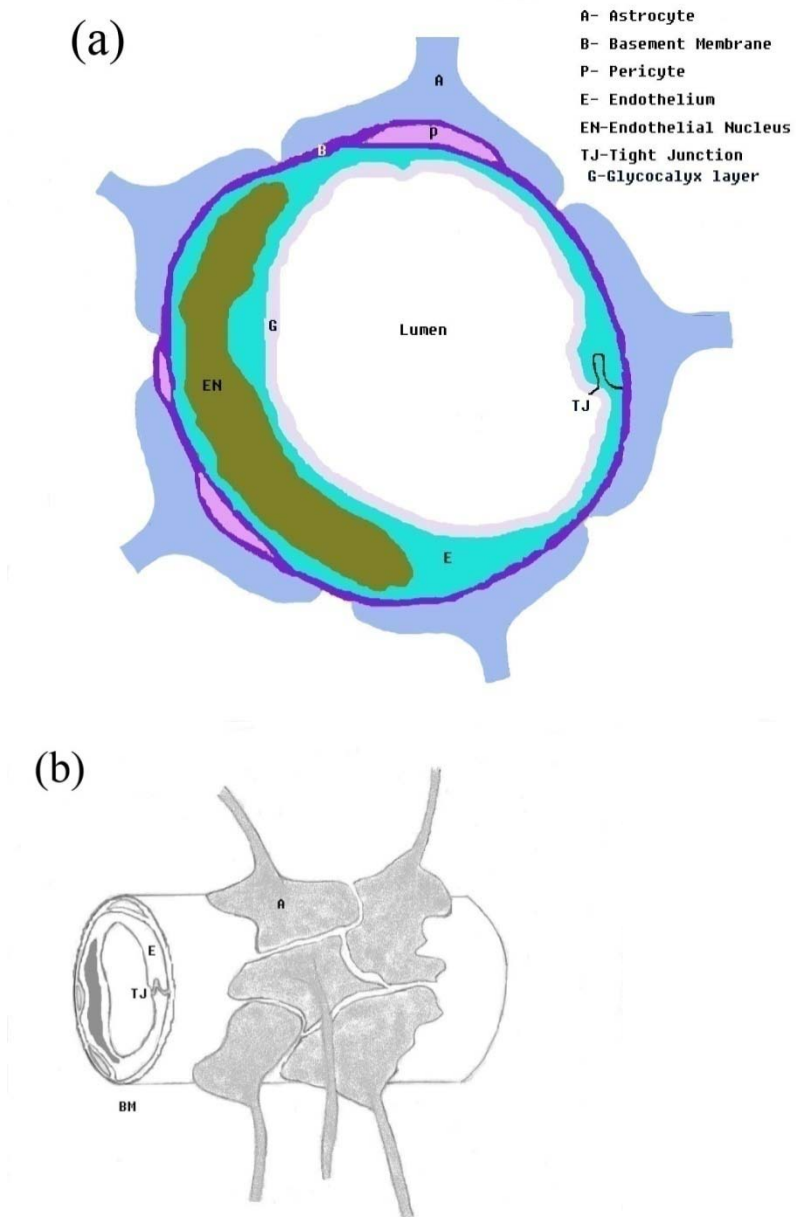 (a)
A- Astrocyte
B- Basement Membrane
P- Pericyte
E- Endothelium
EN-Endothelial Nucleus
TJ-Tight Junction
G-Glycocalyx layer
A
P
B
G
Lumen
EN
TJ
E
(b)
A
E
TJ
BM